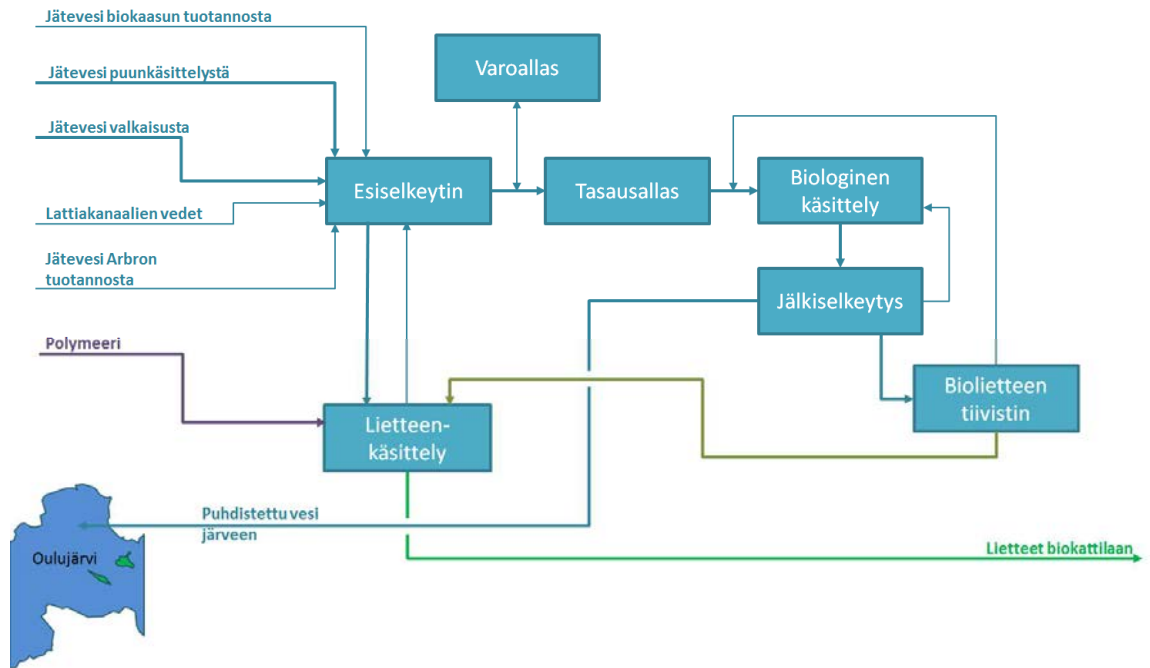 Jätevesi biokaasun tuotannosta
Jätevesi puunkäsittelystä
Jätevesi valkaisusta
Lattiakanaalien vedet
Jätevesi Arbron
tuotannosta
Varoallas
Esiselkeytin
Tasausallas
Biologinen
käsittely
Jälkiselkeytys
Polymeeri
Biolietteen
tiivistin
Lietteen-
käsittely
Puhdistettu vesi
järveen
Oulujärvi
Lietteet biokattilaan